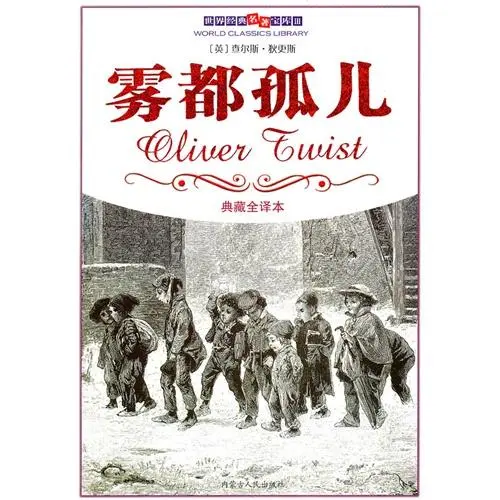 世界经典名著宝库III
WORLD CLASSICS LIBRARY
[英] 查尔斯·狄更斯
雾都孤儿
Oliver Twist
典藏全译本
内蒙古人民出版社